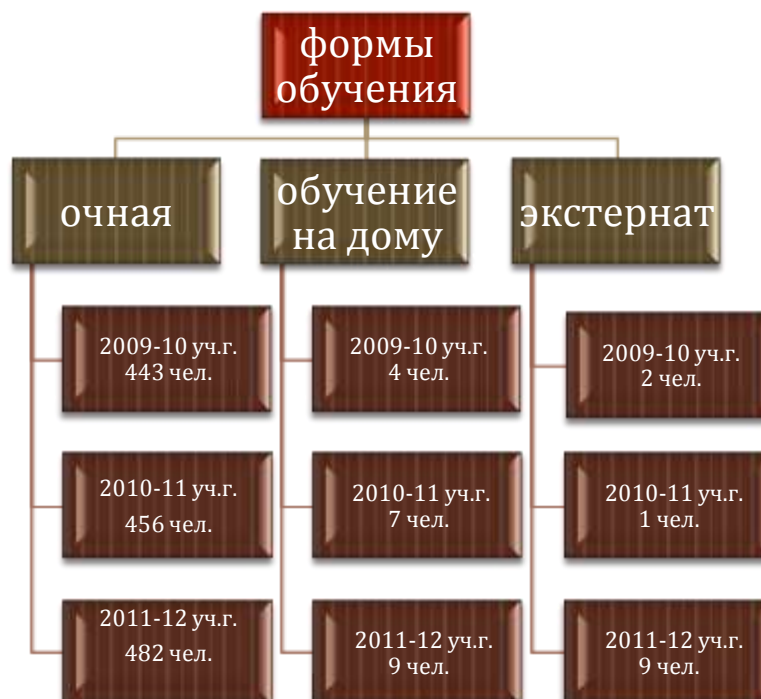 формы
обучения
очная
обучение
на дому
экстернат
2009-10 уч.г.
443 чел.
2010-11 уч.г.
456 чел.
2011-12 уч.г.
482 чел.
2009-10 уч.г.
4 чел.
2010-11 уч.г.
7 чел.
2011-12 уч.г.
9 чел.
2009-10 уч.г.
2 чел.
2010-11 уч.г.
1 чел.
2011-12 уч.г.
9 чел.